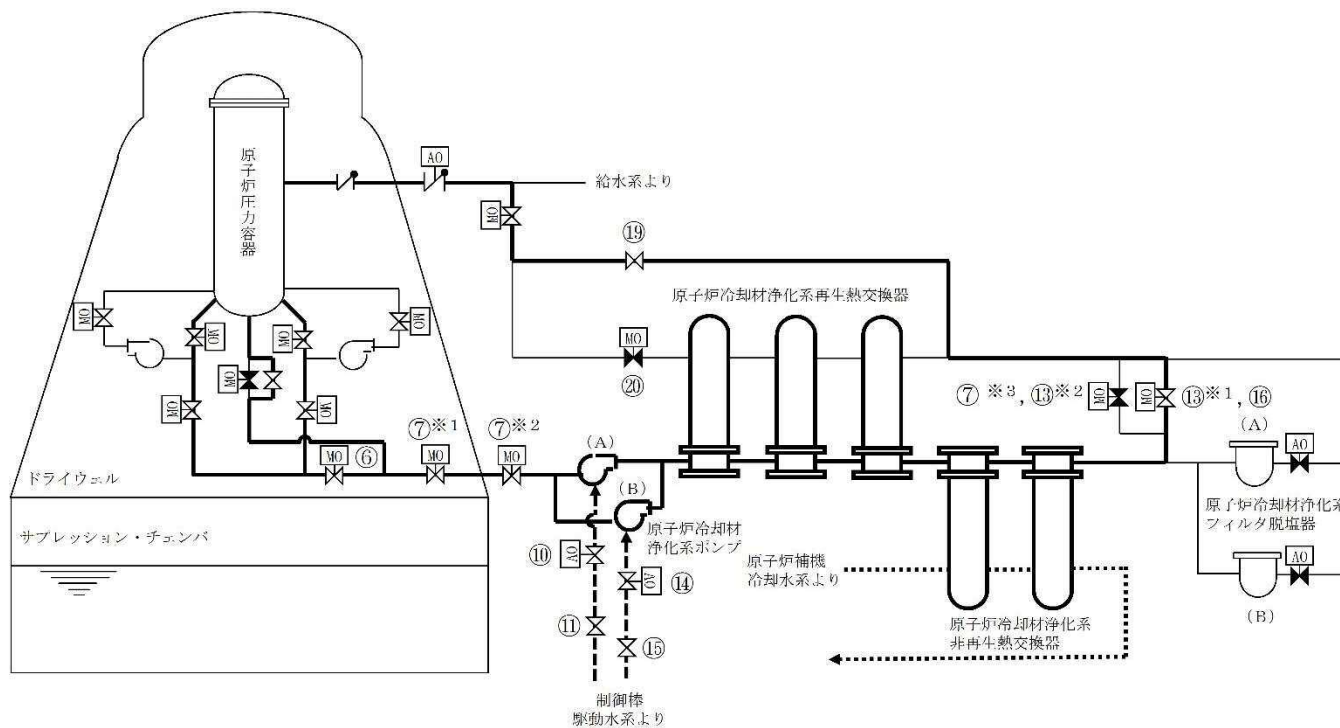 原子炉圧力容器
AO
給水系より
MO
⑲
原子炉冷却材浄化系再生熱交換器
MO
MO
MO
MO
MO
⑳
MO
MO
MO
⑦※3,⑬※2
MO
MO
⑬※1,⑯
⑦※1
⑦※2
(A)
(A)
AO
MO
⑥
MO
MO
ドライウェル
(B)
原子炉冷却材浄化系
フィルタ脱塩器
サプレッション・チェンバ
原子炉冷却材
浄化系ポンプ
⑩
AO
原子炉補機
冷却水系より
AO
⑭
AO
(B)
⑪
⑮
原子炉冷却材浄化系
非再生熱交換器
制御棒
駆動水系より